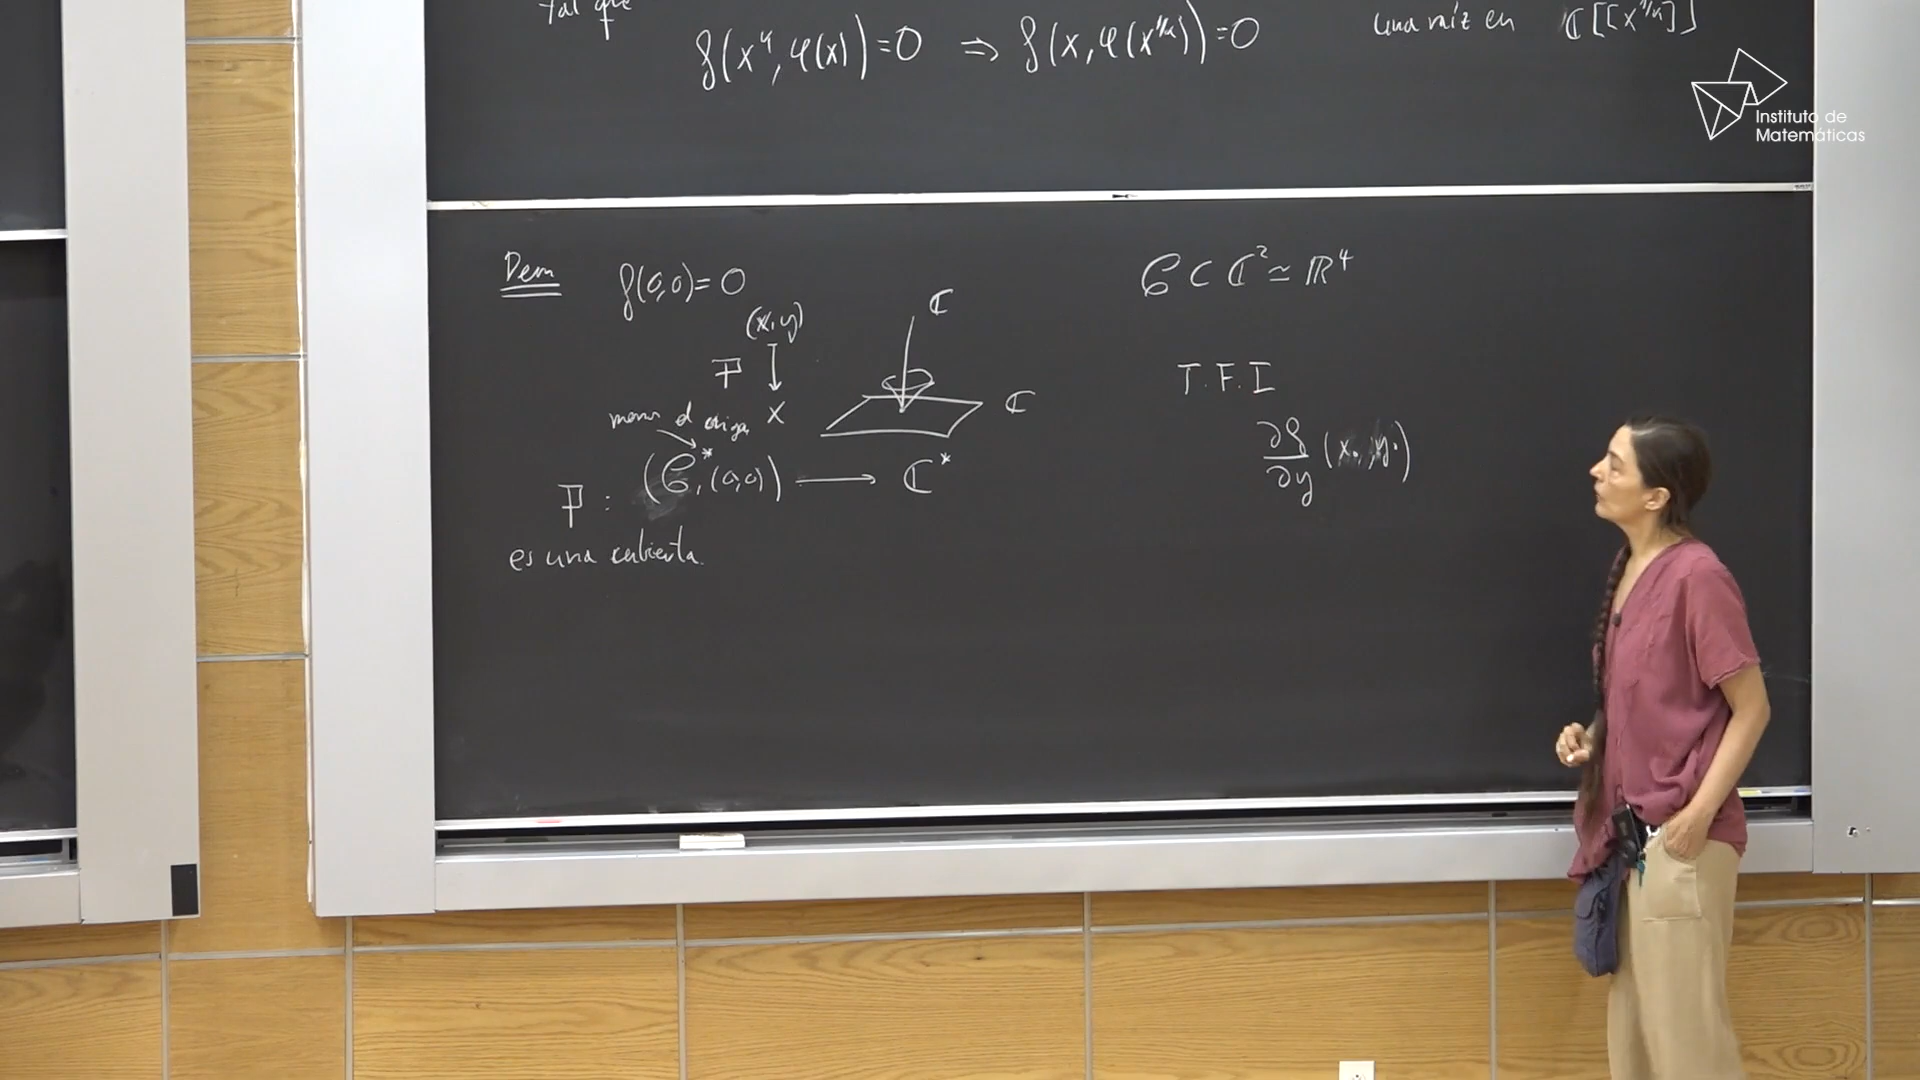 tal que
f(x^n, φ(x))=0 ⇒ f(x, φ(x^{1/n}))=0
una raíz en ℂ[[x^{1/n}]]
Instituto de
Matemáticas
Dem f(0,0)=0
(x,y)
P ↓
x
ℂ
ℂ
menos el origen
P : (C*, (0,0)) → ℂ*
es una cubierta.
C ⊂ ℂ² ≃ ℝ⁴
T.F.I
∂f/∂y (x₀, y₀)